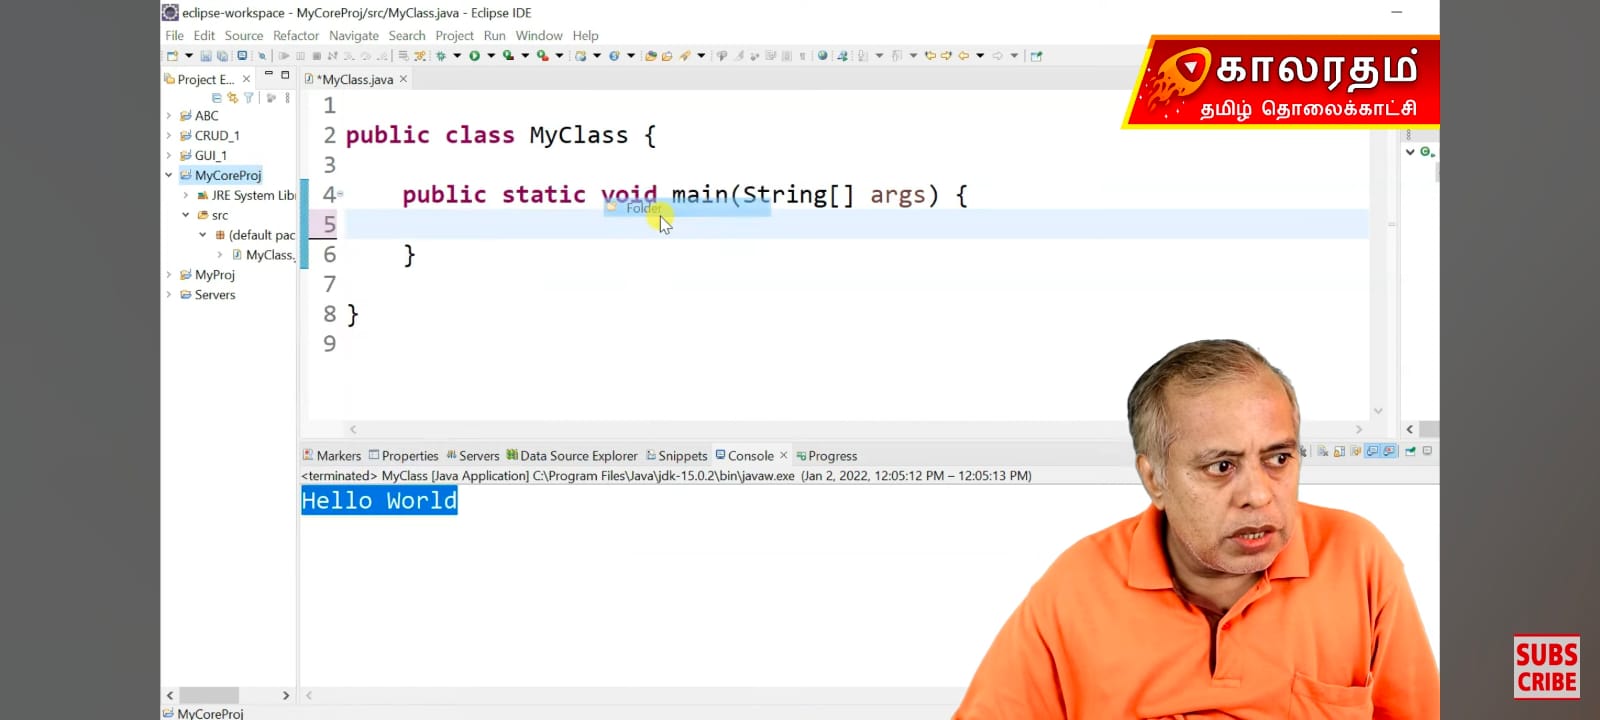 eclipse-workspace - MyCoreProj/src/MyClass.java - Eclipse IDE
File Edit Source Refactor Navigate Search Project Run Window Help
காலரதம்
தமிழ் தொலைக்காட்சி
Project E...
*MyClass.java
ABC
CRUD_1
GUI_1
MyCoreProj
JRE System Lib
src
(default pac
MyClass.
MyProj
Servers
1
2 public class MyClass {
3
4 public static void main(String[] args) {
Folder
5
6 }
7
8 }
9
Markers Properties Servers Data Source Explorer Snippets Console Progress
<terminated> MyClass [Java Application] C:\Program Files\Java\jdk-15.0.2\bin\javaw.exe (Jan 2, 2022, 12:05:12 PM – 12:05:13 PM)
Hello World
MyCoreProj
SUBS
CRIBE